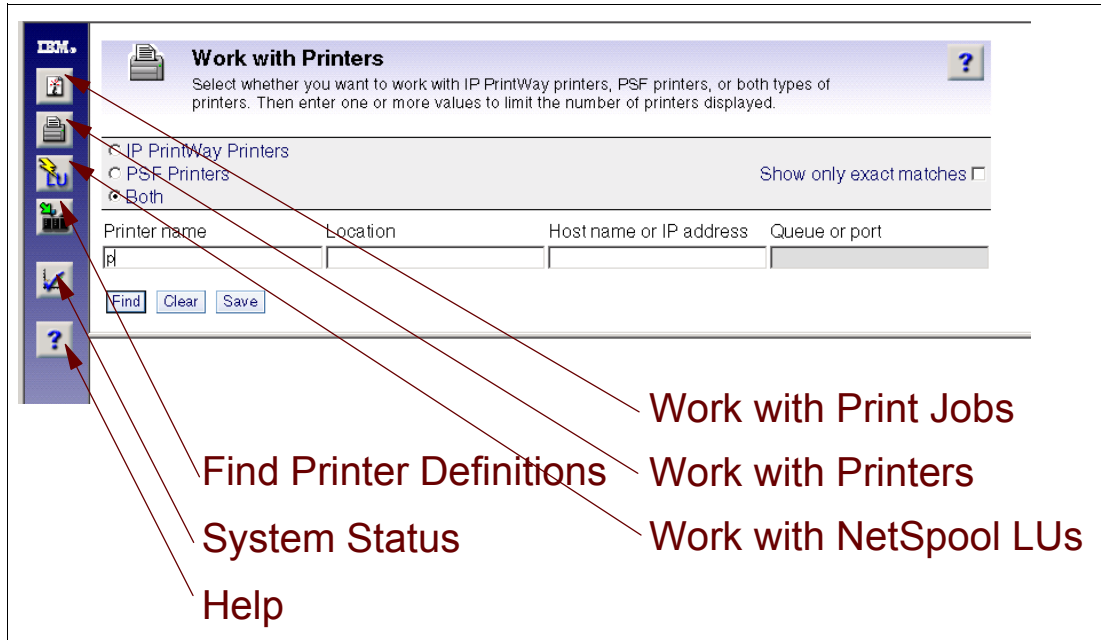 IBM®
Work with Printers
Select whether you want to work with IP PrintWay printers, PSF printers, or both types of
printers. Then enter one or more values to limit the number of printers displayed.
?
IP PrintWay Printers
PSF Printers
Both
Show only exact matches
LU
Printer name Location Host name or IP address Queue or port
p
Find Clear Save
?
Work with Print Jobs
Find Printer Definitions
Work with Printers
System Status
Work with NetSpool LUs
Help